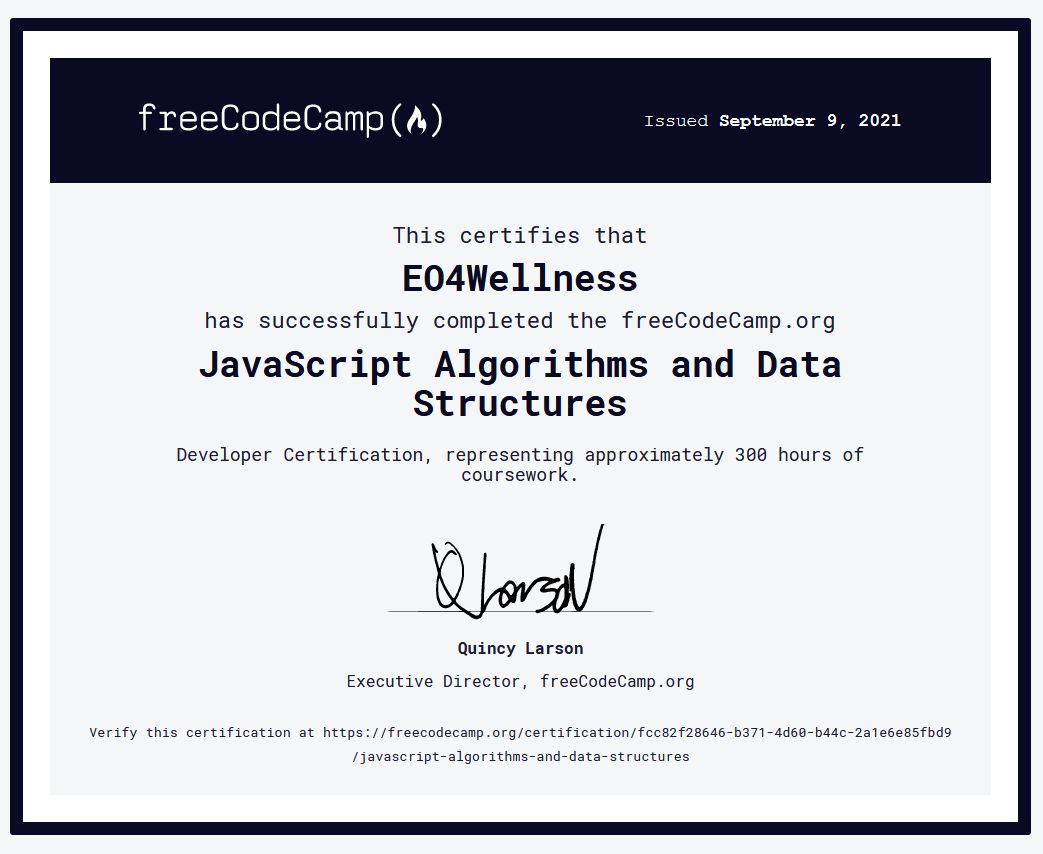 freeCodeCamp(🔥)
Issued September 9, 2021
This certifies that
EO4Wellness
has successfully completed the freeCodeCamp.org
JavaScript Algorithms and Data
Structures
Developer Certification, representing approximately 300 hours of
coursework.
Q Larson
Quincy Larson
Executive Director, freeCodeCamp.org
Verify this certification at https://freecodecamp.org/certification/fcc82f28646-b371-4d60-b44c-2a1e6e85fbd9
/javascript-algorithms-and-data-structures